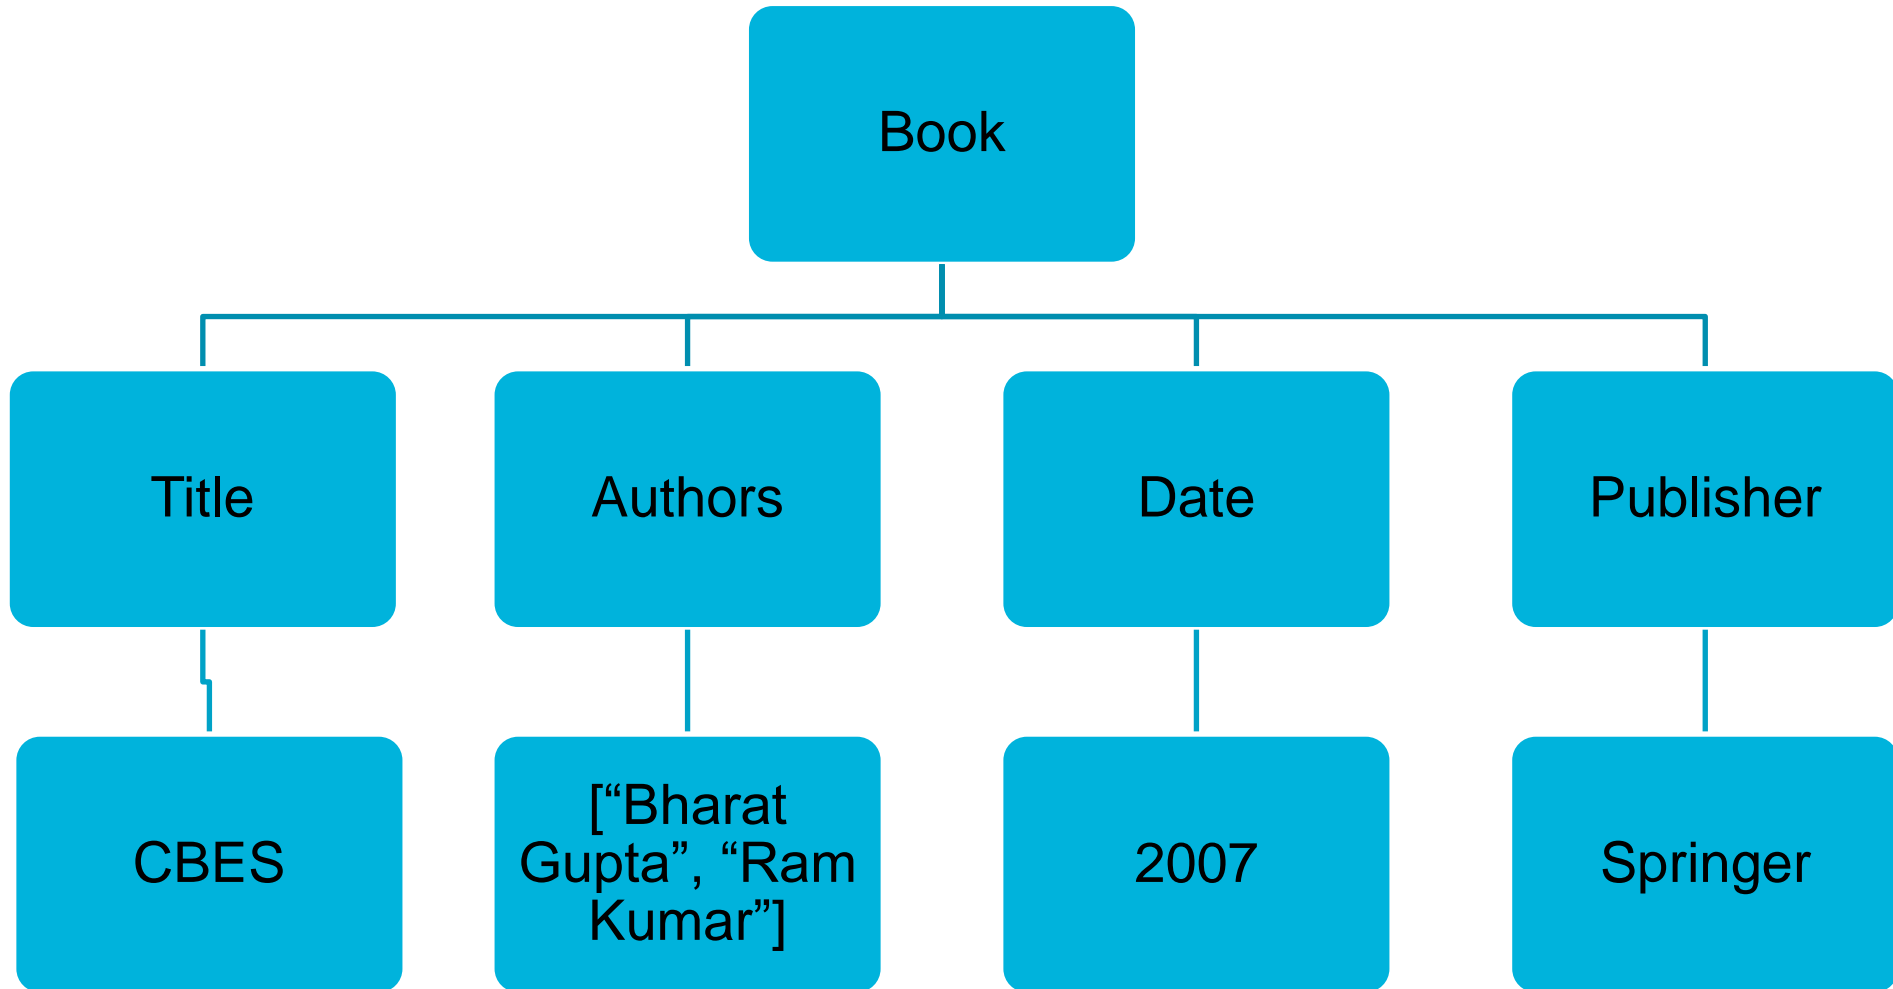 Book
Title
Authors
Date
Publisher
CBES
[“Bharat
Gupta”, “Ram
Kumar”]
2007
Springer